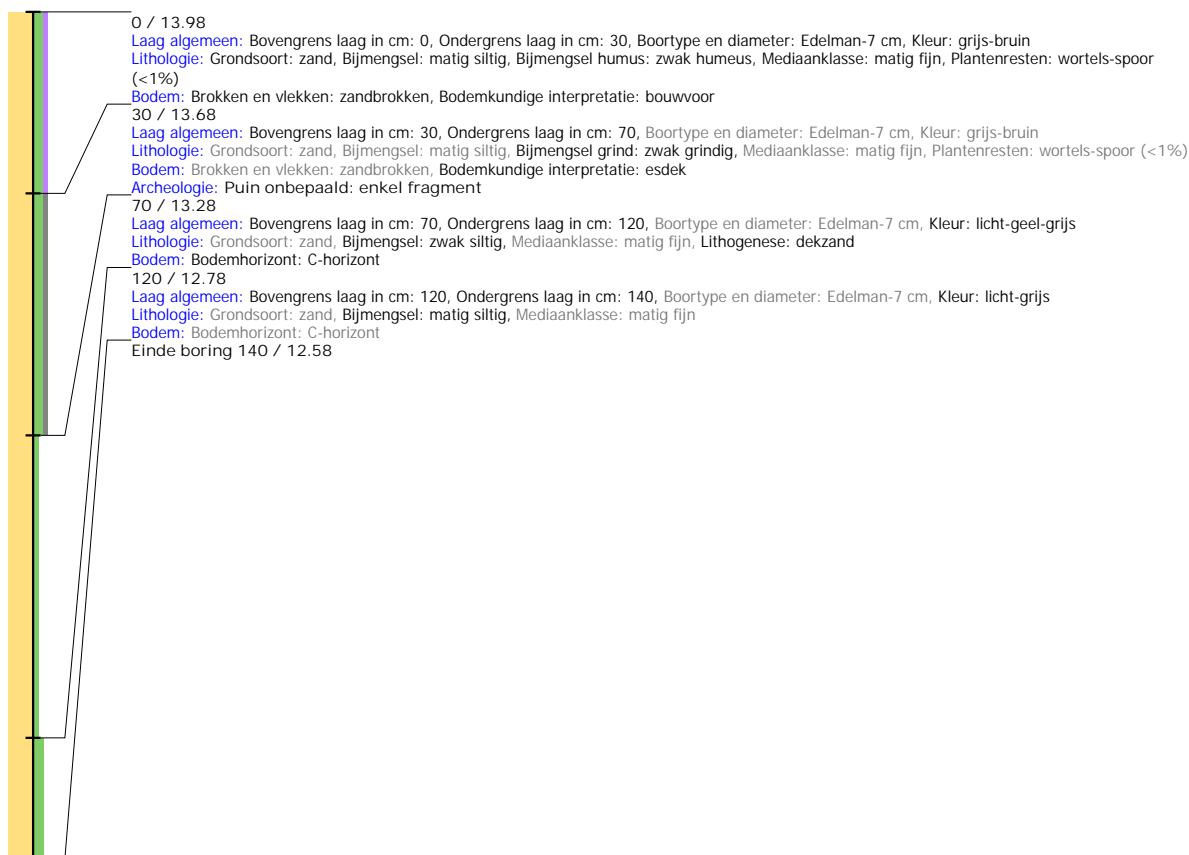 0 / 13.98
Laag algemeen: Bovengrens laag in cm: 0, Ondergrens laag in cm: 30, Boortype en diameter: Edelman-7 cm, Kleur: grijs-bruin
Lithologie: Grondsoort: zand, Bijmengsel: matig siltig, Bijmengsel humus: zwak humeus, Mediaanklasse: matig fijn, Plantenresten: wortels-spoor
(<1%)
Bodem: Brokken en vlekken: zandbrokken, Bodemkundige interpretatie: bouwvoor
30 / 13.68
Laag algemeen: Bovengrens laag in cm: 30, Ondergrens laag in cm: 70, Boortype en diameter: Edelman-7 cm, Kleur: grijs-bruin
Lithologie: Grondsoort: zand, Bijmengsel: matig siltig, Bijmengsel grind: zwak grindig, Mediaanklasse: matig fijn, Plantenresten: wortels-spoor (<1%)
Bodem: Brokken en vlekken: zandbrokken, Bodemkundige interpretatie: esdek
Archeologie: Puin onbepaald: enkel fragment
70 / 13.28
Laag algemeen: Bovengrens laag in cm: 70, Ondergrens laag in cm: 120, Boortype en diameter: Edelman-7 cm, Kleur: licht-geel-grijs
Lithologie: Grondsoort: zand, Bijmengsel: zwak siltig, Mediaanklasse: matig fijn, Lithogenese: dekzand
Bodem: Bodemhorizont: C-horizont
120 / 12.78
Laag algemeen: Bovengrens laag in cm: 120, Ondergrens laag in cm: 140, Boortype en diameter: Edelman-7 cm, Kleur: licht-grijs
Lithologie: Grondsoort: zand, Bijmengsel: matig siltig, Mediaanklasse: matig fijn
Bodem: Bodemhorizont: C-horizont
Einde boring 140 / 12.58